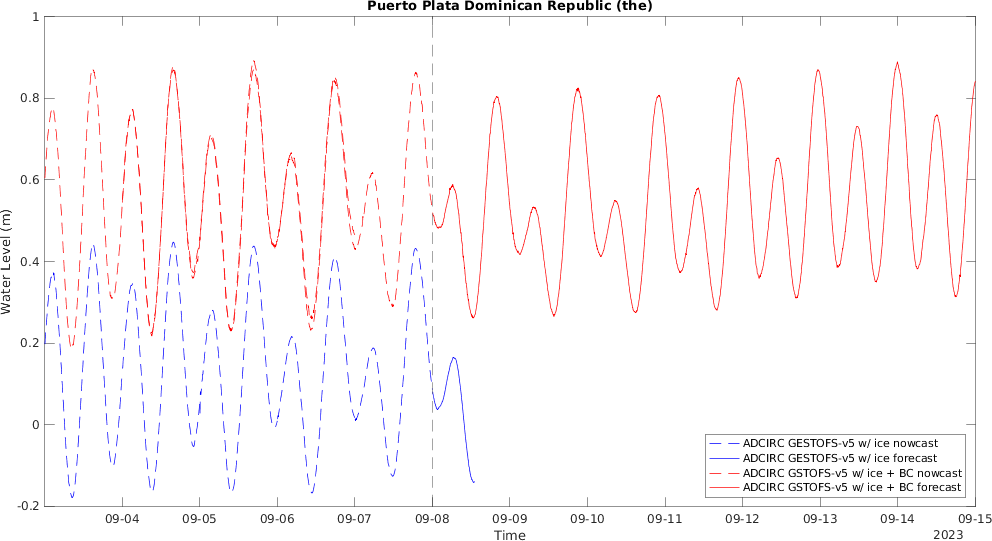 Puerto Plata Dominican Republic (the)
1
0.8
0.6
0.4
0.2
0
-0.2
Water Level (m)
09-04 09-05 09-06 09-07 09-08 09-09 09-10 09-11 09-12 09-13 09-14 09-15
Time
2023
ADCIRC GESTOFS-v5 w/ ice nowcast
ADCIRC GESTOFS-v5 w/ ice forecast
ADCIRC GSTOFS-v5 w/ ice + BC nowcast
ADCIRC GSTOFS-v5 w/ ice + BC forecast